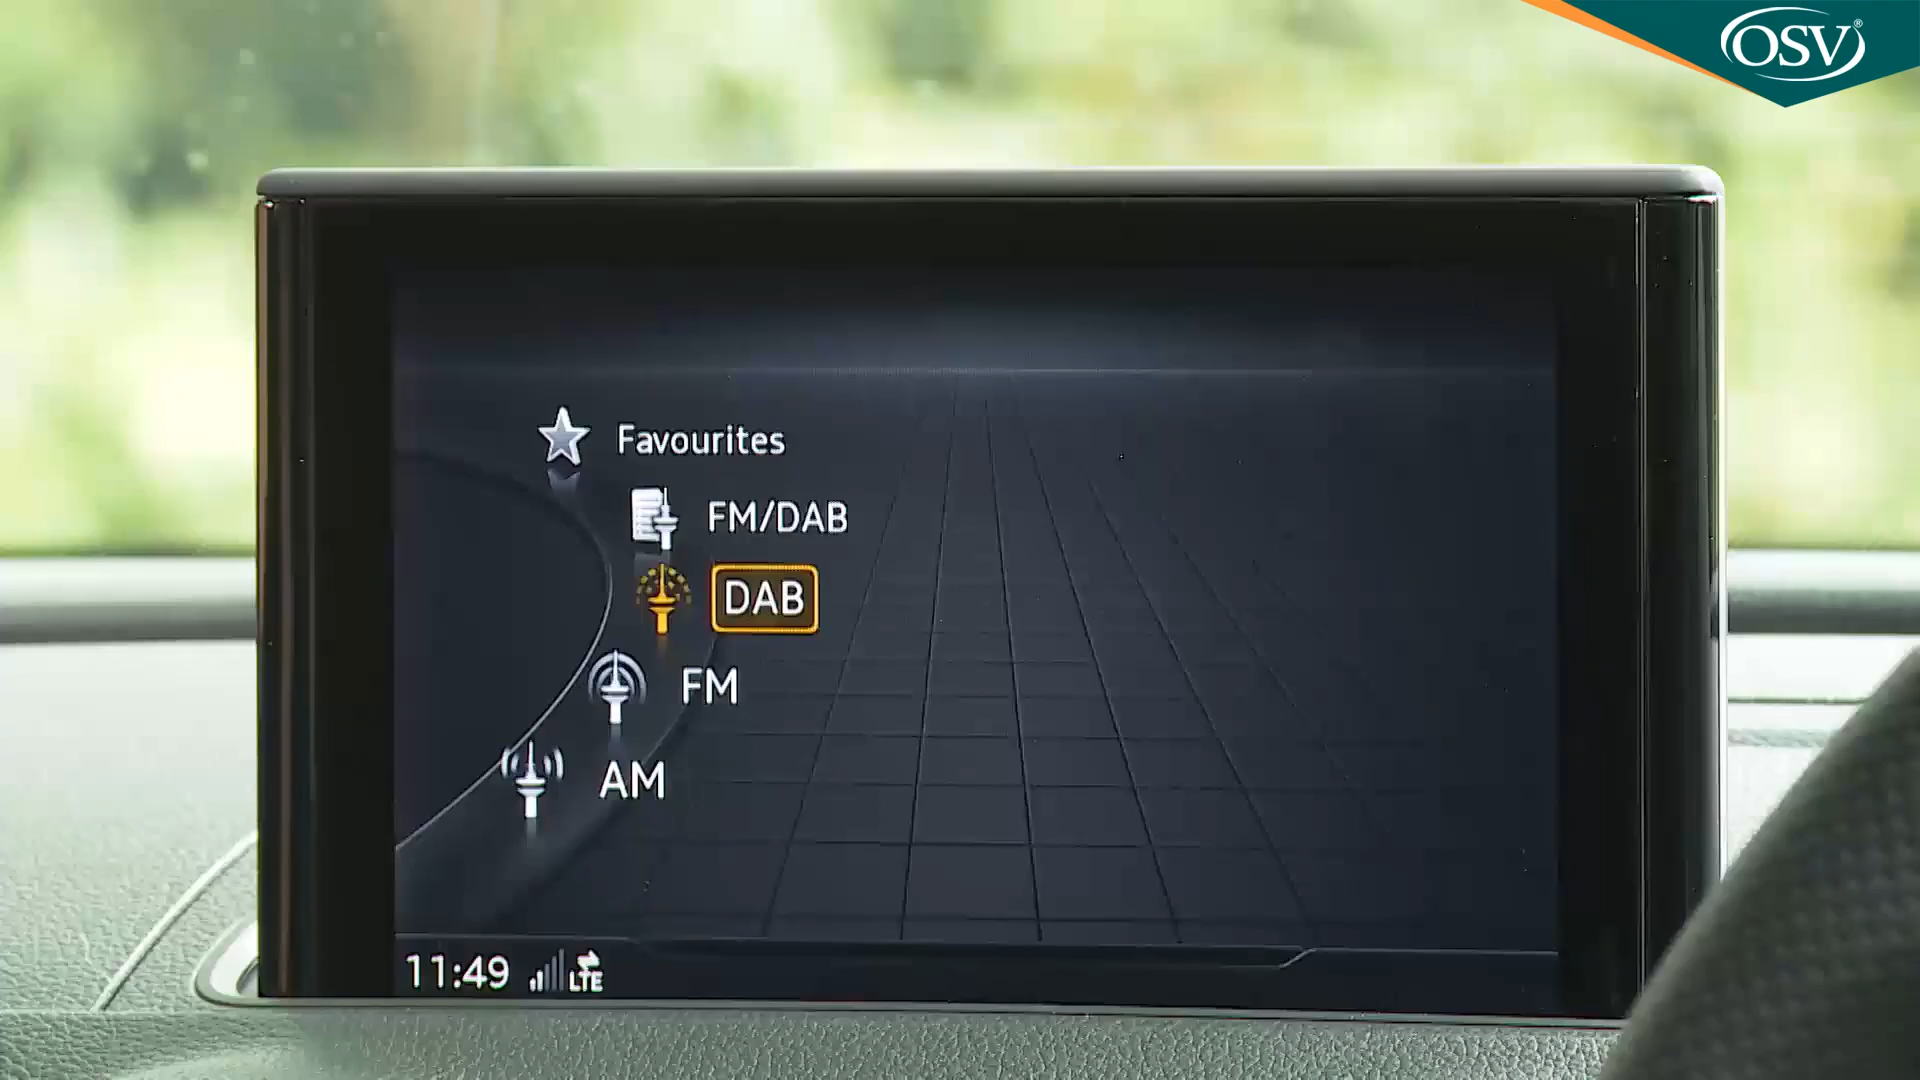 OSV®
Favourites
FM/DAB
DAB
FM
AM
11:49 LTE